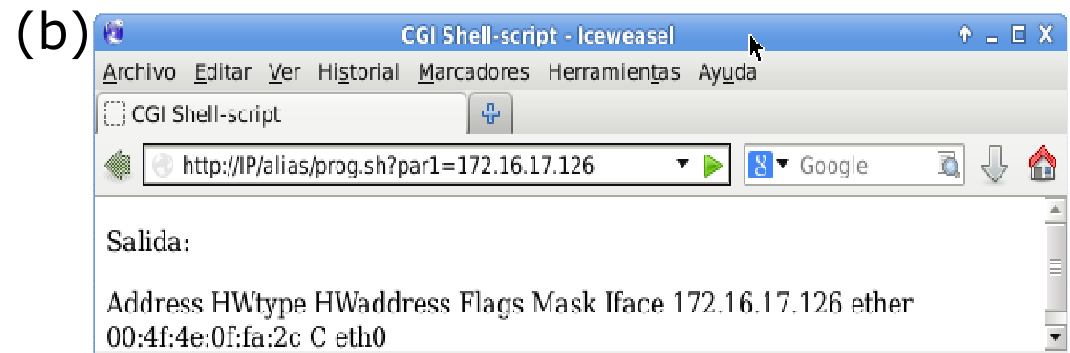 (b)
CGI Shell-script - Iceweasel
Archivo Editar Ver Historial Marcadores Herramientas Ayuda
CGI Shell-script
http://IP/alias/prog.sh?par1=172.16.17.126 8 Google
Salida:
Address HWtype HWaddress Flags Mask Iface 172.16.17.126 ether
00:4f:4e:0f:fa:2c C eth0